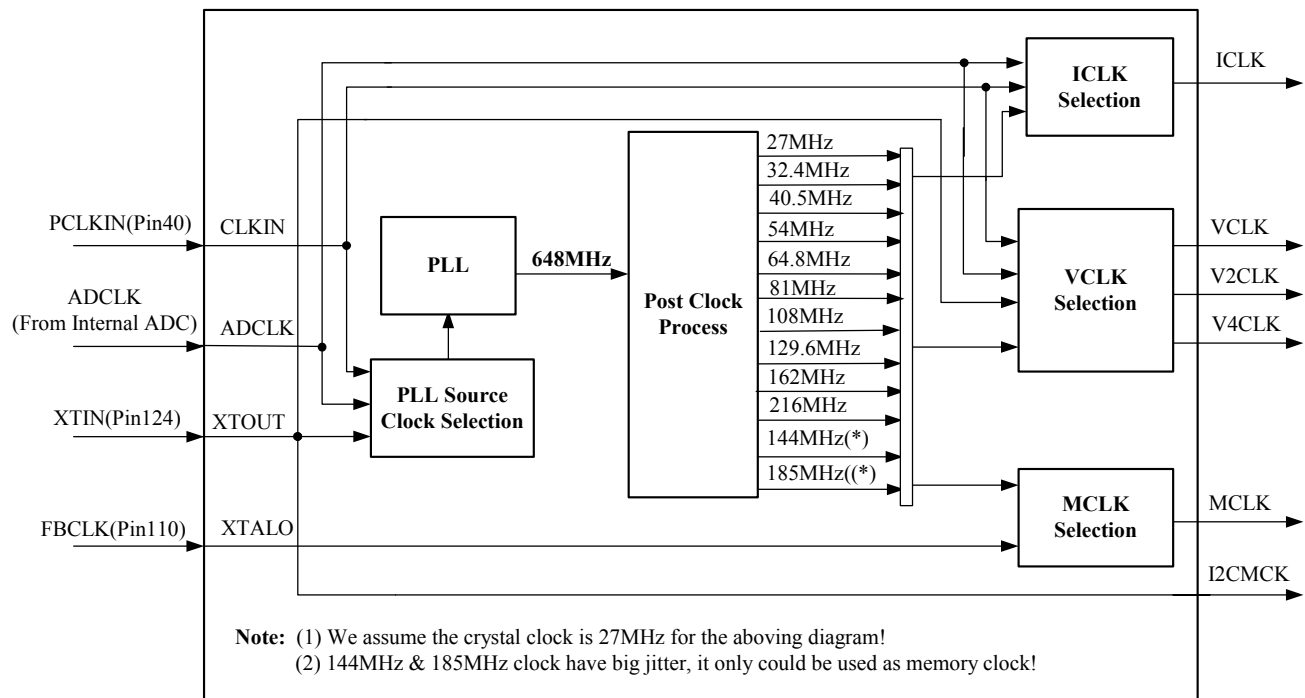 ICLK
ICLK
Selection
27MHz
32.4MHz
40.5MHz
54MHz
64.8MHz
81MHz
108MHz
129.6MHz
162MHz
216MHz
144MHz(*)
185MHz((*)
PCLKIN(Pin40)
CLKIN
PLL
648MHz
Post Clock
Process
VCLK
Selection
VCLK
V2CLK
V4CLK
ADCLK
(From Internal ADC)
ADCLK
PLL Source
Clock Selection
XTIN(Pin124)
XTOUT
FBCLK(Pin110)
XTALO
MCLK
Selection
MCLK
I2CMCK
Note: (1) We assume the crystal clock is 27MHz for the aboving diagram!
(2) 144MHz & 185MHz clock have big jitter, it only could be used as memory clock!